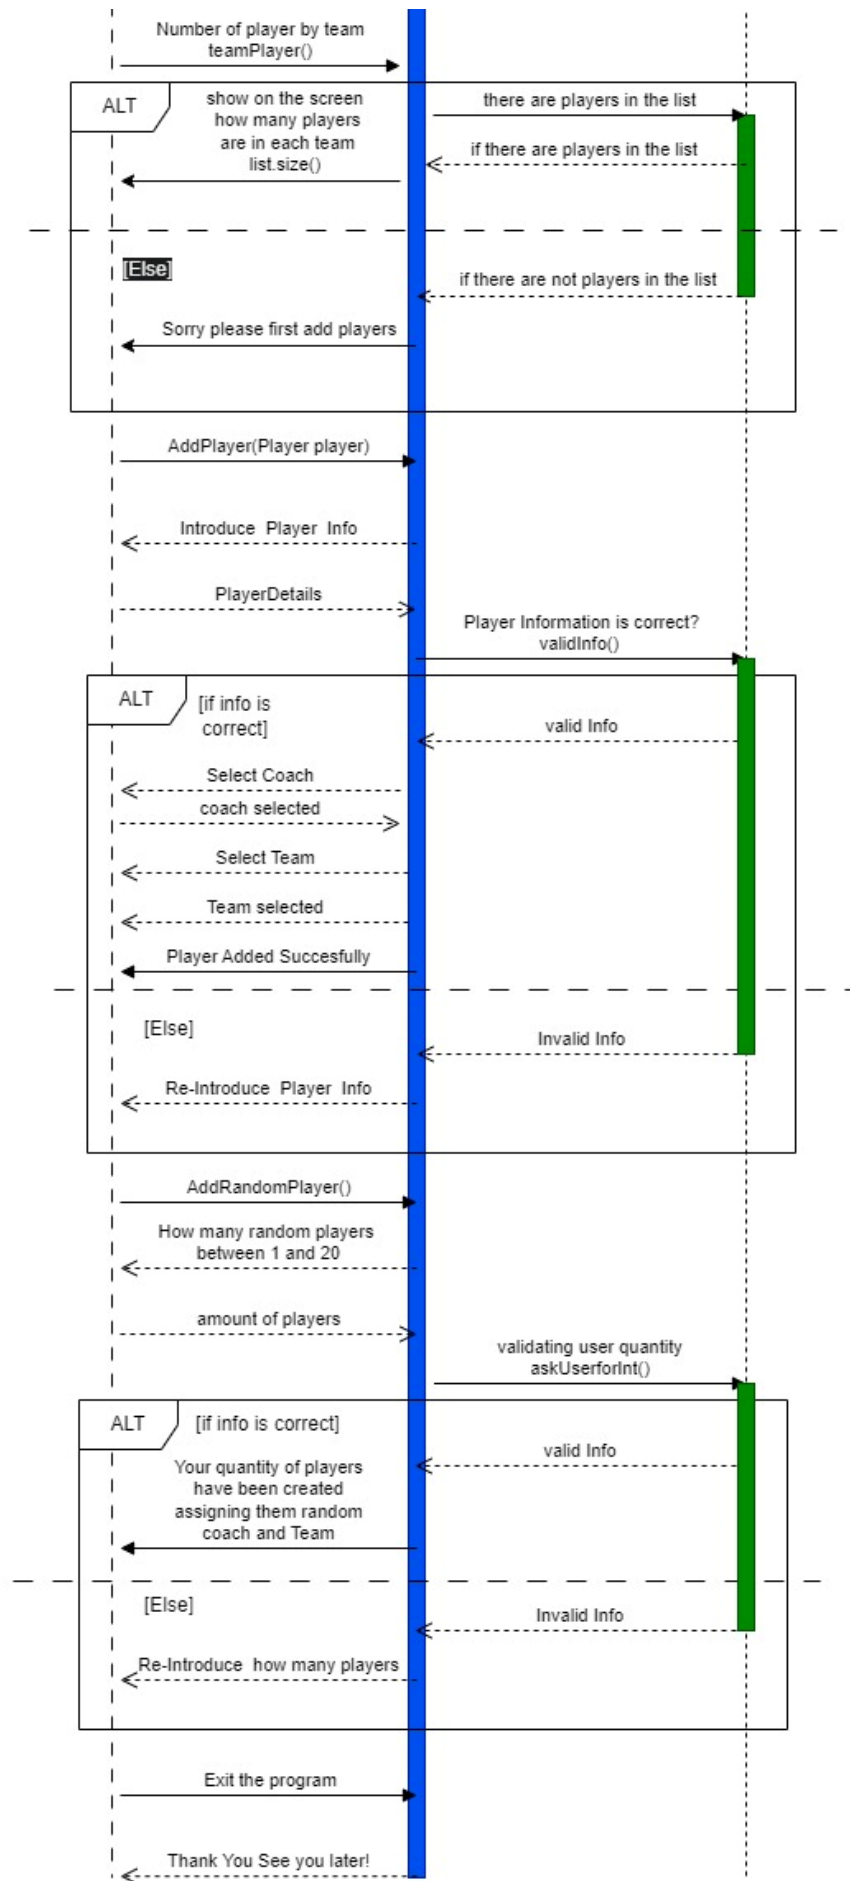 Number of player by team
teamPlayer()
ALT
show on the screen
how many players
are in each team
list.size()
there are players in the list
if there are players in the list
[Else]
if there are not players in the list
Sorry please first add players
AddPlayer(Player player)
Introduce Player Info
PlayerDetails
Player Information is correct?
validInfo()
ALT
[if info is
correct]
valid Info
Select Coach
coach selected
Select Team
Team selected
Player Added Succesfully
[Else]
Invalid Info
Re-Introduce Player Info
AddRandomPlayer()
How many random players
between 1 and 20
amount of players
validating user quantity
askUserforInt()
ALT
[if info is correct]
valid Info
Your quantity of players
have been created
assigning them random
coach and Team
[Else]
Invalid Info
Re-Introduce how many players
Exit the program
Thank You See you later!